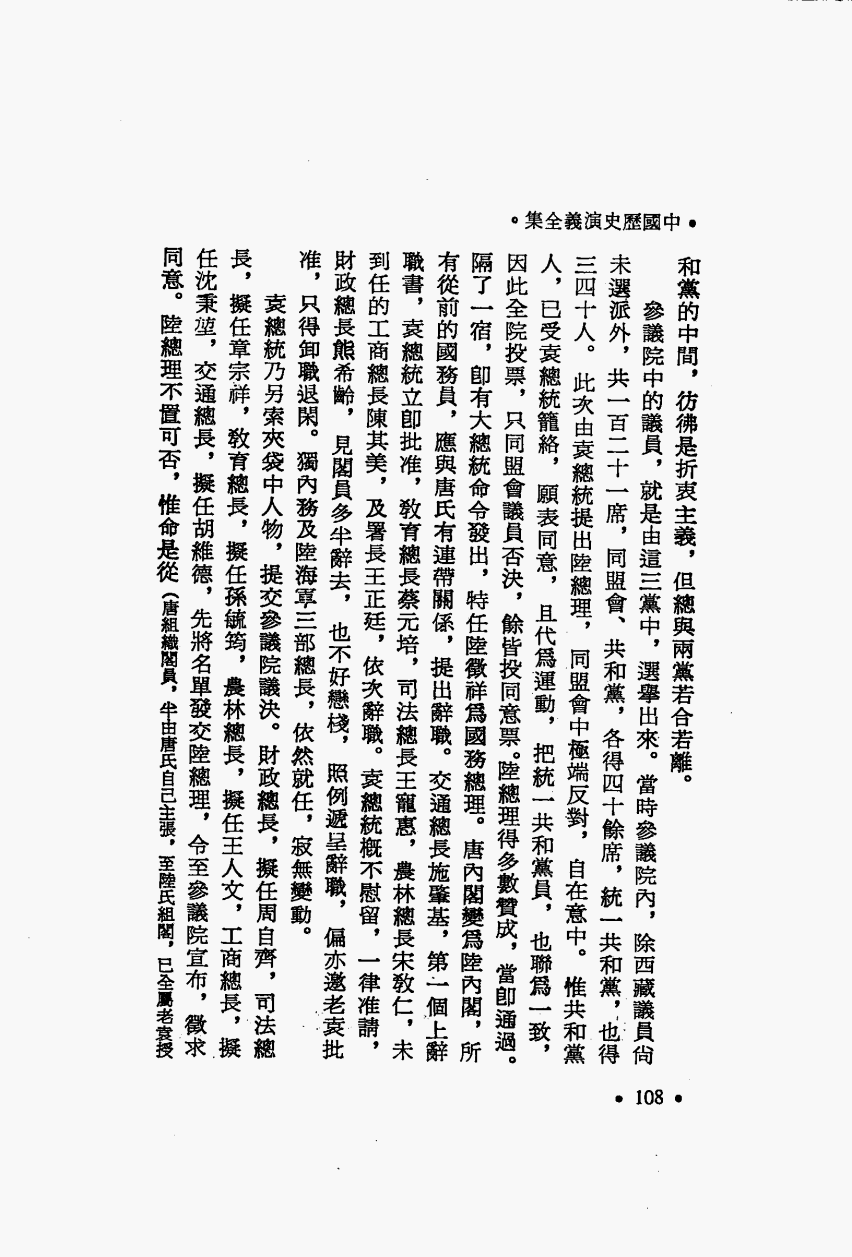 •中國歷史演義全集。
和黨的中間，彷彿是折衷主義，但總與兩黨若合若離。
參議院中的議員，就是由這三黨中，選舉出來。當時參議院內，除西藏議員尙
未選派外，共一百二十一席，同盟會、共和黨，各得四十餘席，統一共和黨，也得
三四十人。此次由袁總統提出陸總理，同盟會中極端反對，自在意中。惟共和黨
人，已受袁總統籠絡，願表同意，且代爲運動，把統一共和黨員，也聯爲一致，
因此全院投票，只同盟會議員否決，餘皆投同意票。陸總理得多數贊成，當卽通過。
隔了一宿，卽有大總統命令發出，特任陸徵祥爲國務總理。唐內閣變爲陸內閣，所
有從前的國務員，應與唐氏有連帶關係，提出辭職。交通總長施肇基，第一個上辭
職書，袁總統立卽批准，敎育總長蔡元培，司法總長王寵惠，農林總長宋敎仁，未
到任的工商總長陳其美，及署長王正廷，依次辭職。袁總統概不慰留，一律准請，
財政總長熊希齡，見閣員多半辭去，也不好戀棧，照例遞呈辭職，偏亦邀老袁批
准，只得卸職退閑。獨內務及陸海軍三部總長，依然就任，寂無變動。
袁總統乃另索夾袋中人物，提交參議院議決。財政總長，擬任周自齊，司法總
長，擬任章宗祥，敎育總長，擬任孫毓筠，農林總長，擬任王人文，工商總長，擬
任沈秉堃，交通總長，擬任胡維德，先將名單發交陸總理，令至參議院宣布，徵求
同意。陸總理不置可否，惟命是從（唐組織閣員，半由唐氏自己主張，至陸氏組閣，已全屬老袁授
•108•